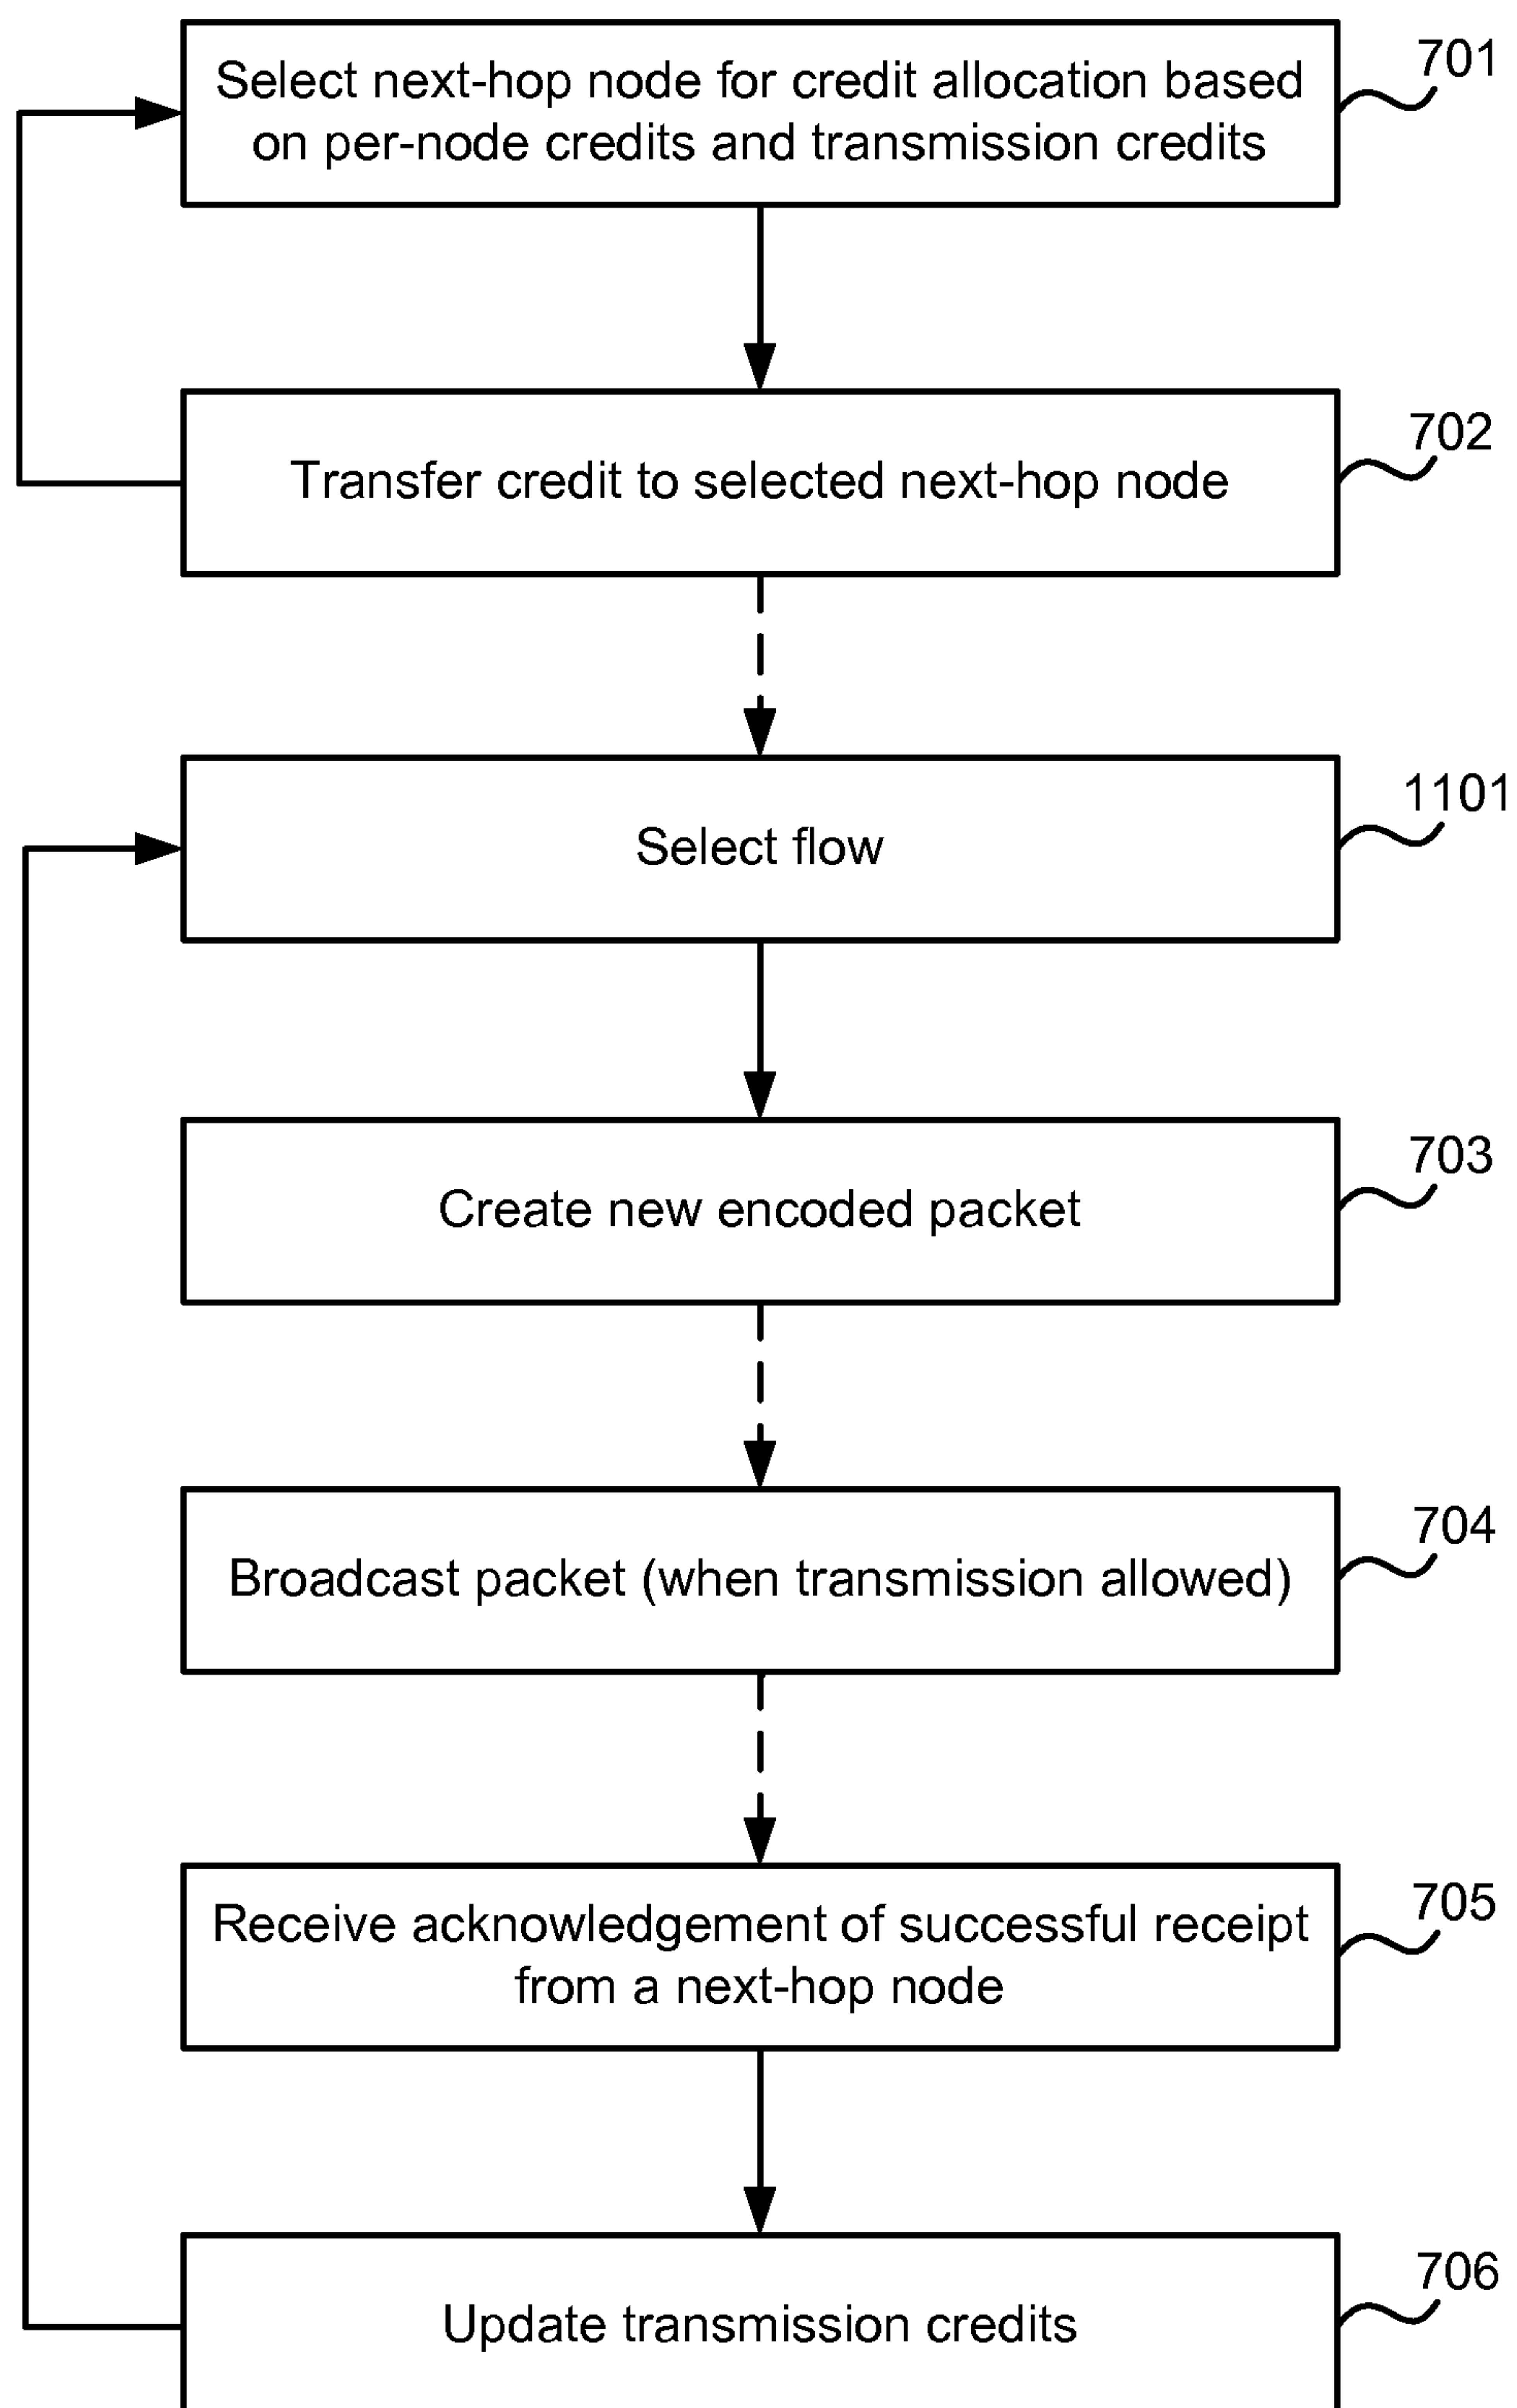 Select next-hop node for credit allocation based
on per-node credits and transmission credits
701
Transfer credit to selected next-hop node
702
Select flow
1101
Create new encoded packet
703
Broadcast packet (when transmission allowed)
704
Receive acknowledgement of successful receipt
from a next-hop node
705
Update transmission credits
706